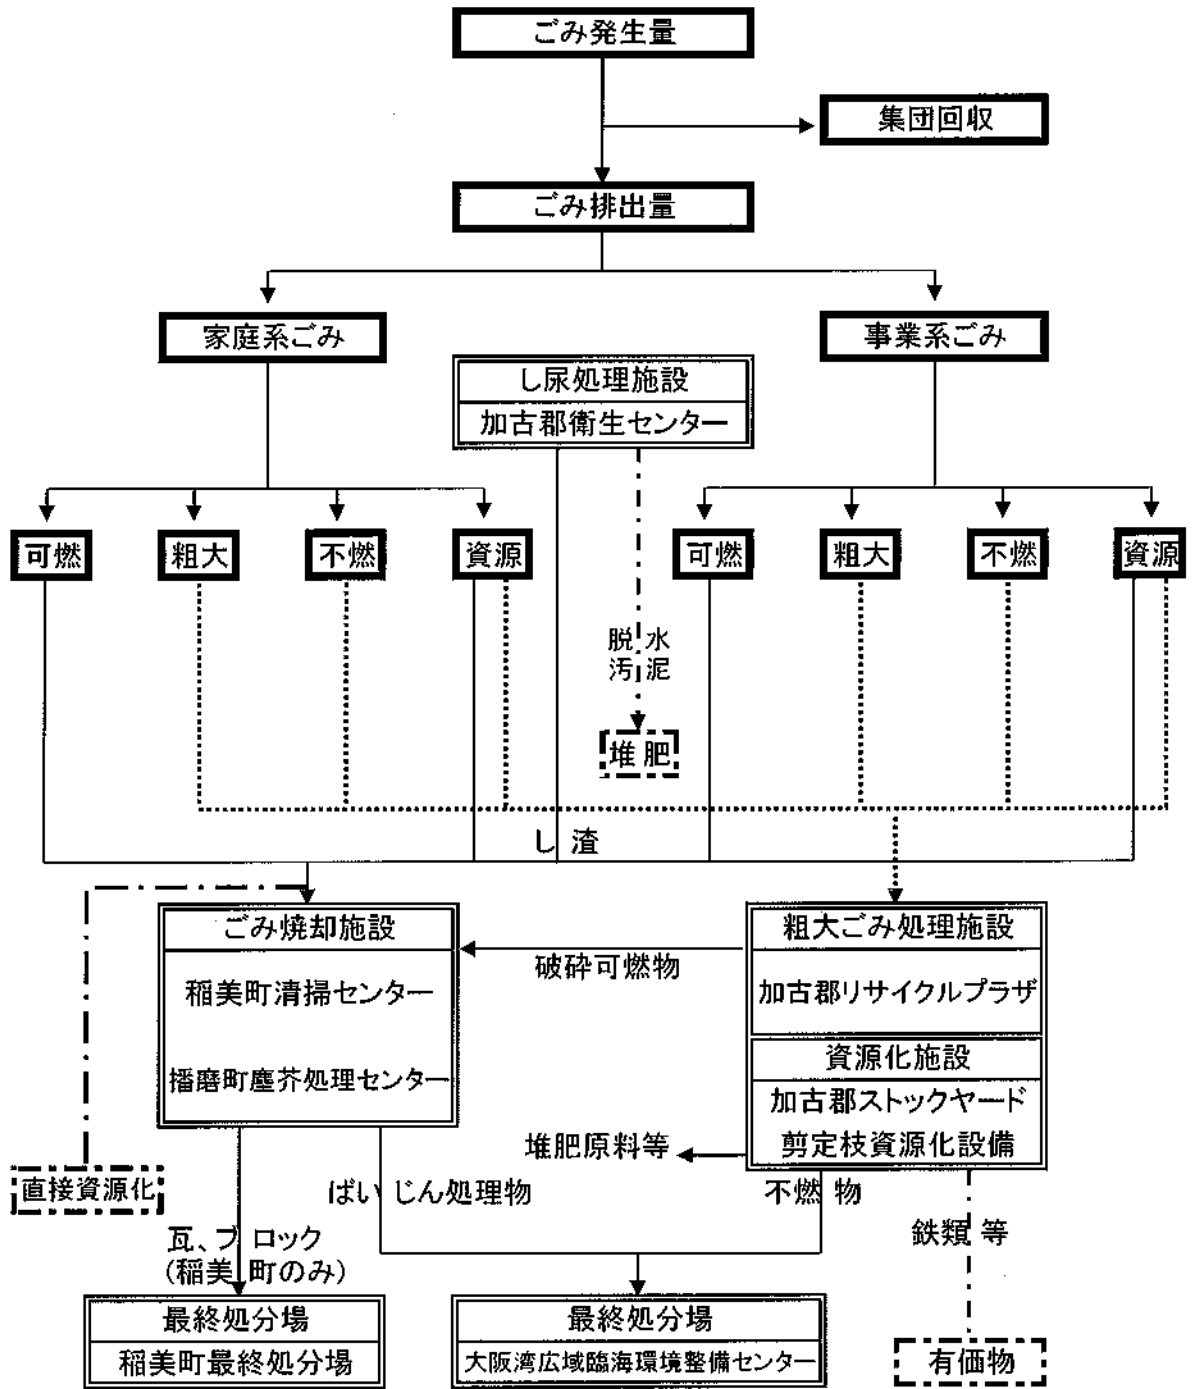 ごみ発生量
集団回収
ごみ排出量
家庭系ごみ
事業系ごみ
し尿処理施設
加古郡衛生センター
可燃
粗大
不燃
資源
可燃
粗大
不燃
資源
脱水
汚泥
堆肥
し渣
ごみ焼却施設
稲美町清掃センター
播磨町塵芥処理センター
破砕可燃物
粗大ごみ処理施設
加古郡リサイクルプラザ
資源化施設
加古郡ストックヤード
剪定枝資源化設備
堆肥原料等
直接資源化
ばいじん処理物
不燃物
鉄類等
瓦、ブロック
(稲美町のみ)
最終処分場
稲美町最終処分場
最終処分場
大阪湾広域臨海環境整備センター
有価物